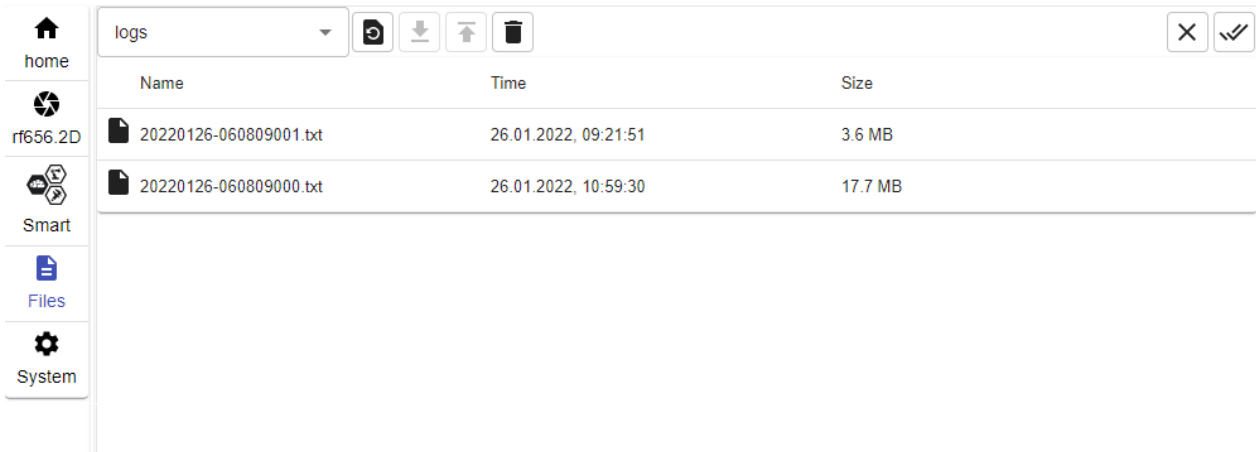 home
rf656.2D
Smart
Files
System
logs
Name Time Size
20220126-060809001.txt 26.01.2022, 09:21:51 3.6 MB
20220126-060809000.txt 26.01.2022, 10:59:30 17.7 MB